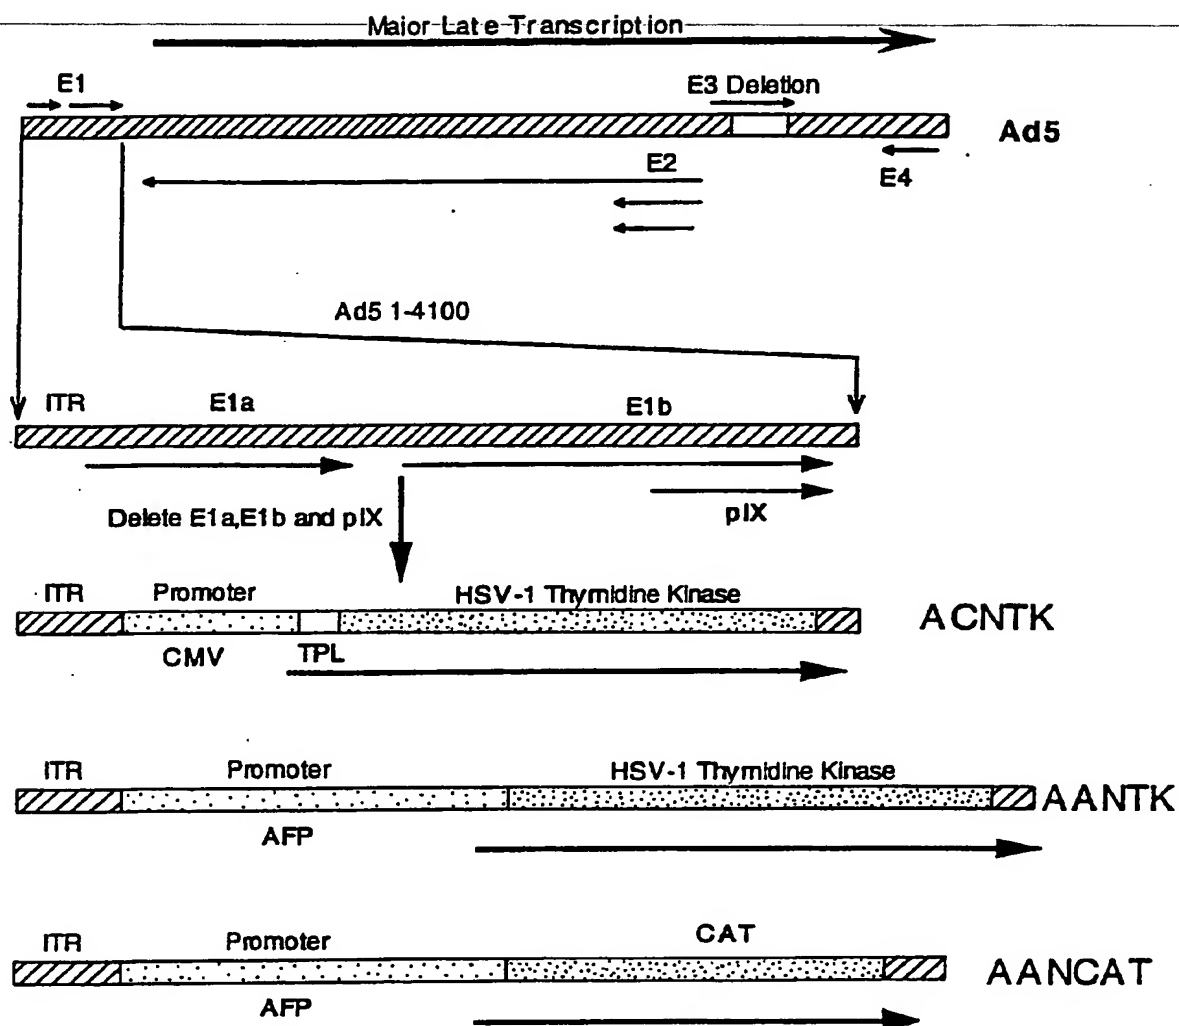 Major Late Transcription
E1
E3 Deletion
Ad5
E2
E4
Ad5 1-4100
ITR
E1a
E1b
Delete E1a,E1b and pIX
pIX
ITR
Promoter
HSV-1 Thymidine Kinase
ACNTK
CMV
TPL
ITR
Promoter
HSV-1 Thymidine Kinase
AANTK
AFP
ITR
Promoter
CAT
AANCAT
AFP